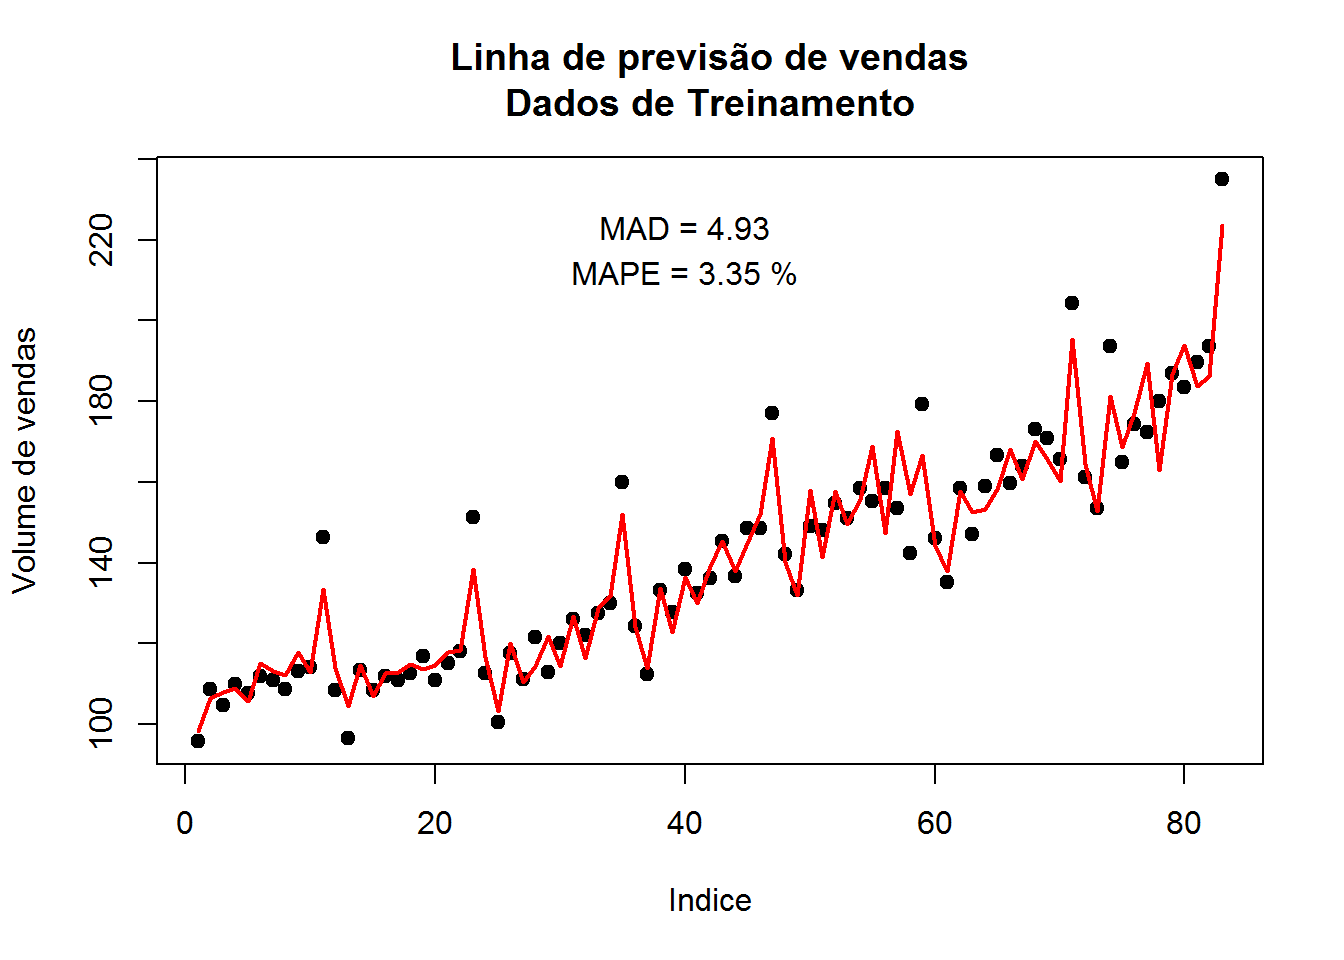 Linha de previsão de vendas
Dados de Treinamento
MAD = 4.93
MAPE = 3.35 %
Volume de vendas
220
180
140
100
0 20 40 60 80
Indice